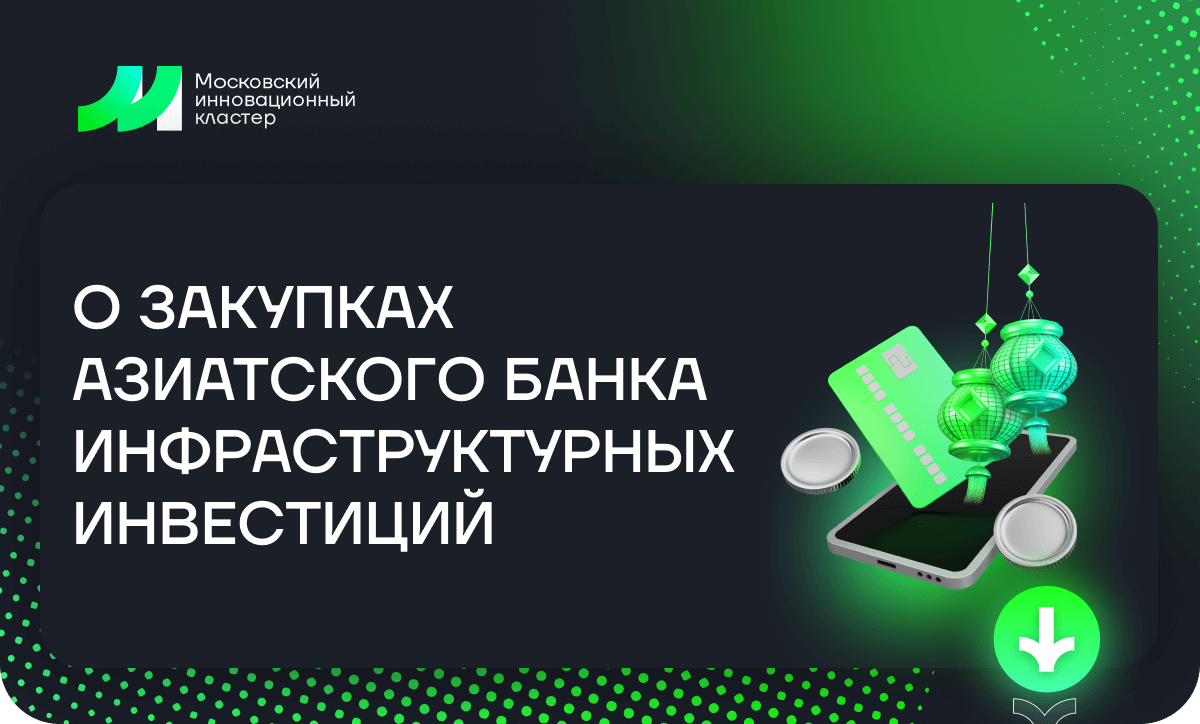 Московский
инновационный
кластер
О ЗАКУПКАХ
АЗИАТСКОГО БАНКА
ИНФРАСТРУКТУРНЫХ
ИНВЕСТИЦИЙ